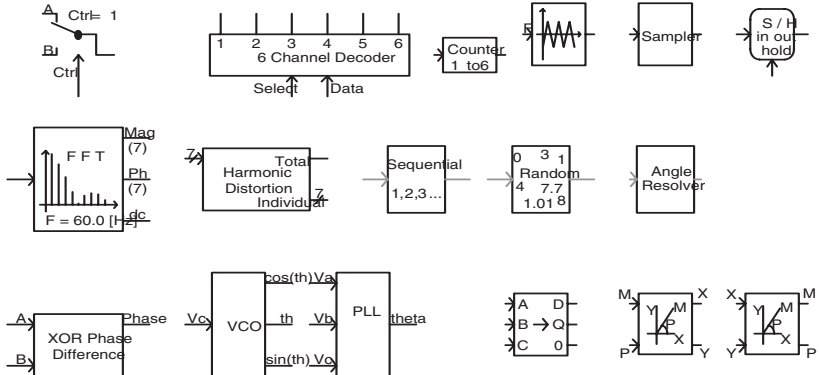 A
Ctrl= 1
B
Ctrl
1 2 3 4 5 6
6 Channel Decoder
Select
Data
Counter
1 to6
F
Sampler
S / H
in out
hold
F F T
F = 60.0 [Hz]
Mag
(7)
Ph
(7)
dc
7
Harmonic
Distortion
Total
Individual
7
Sequential
1,2,3...
0 3 1
Random
4 7.7
1.01 8
Angle
Resolver
A
B
XOR Phase
Difference
Phase
Vc
VCO
cos(th)
th
sin(th)
Va
Vb
Vc
PLL
theta
A D
B Q
C 0
M
P
Y M
P
X
X
Y
X
Y
Y M
P
X
M
P